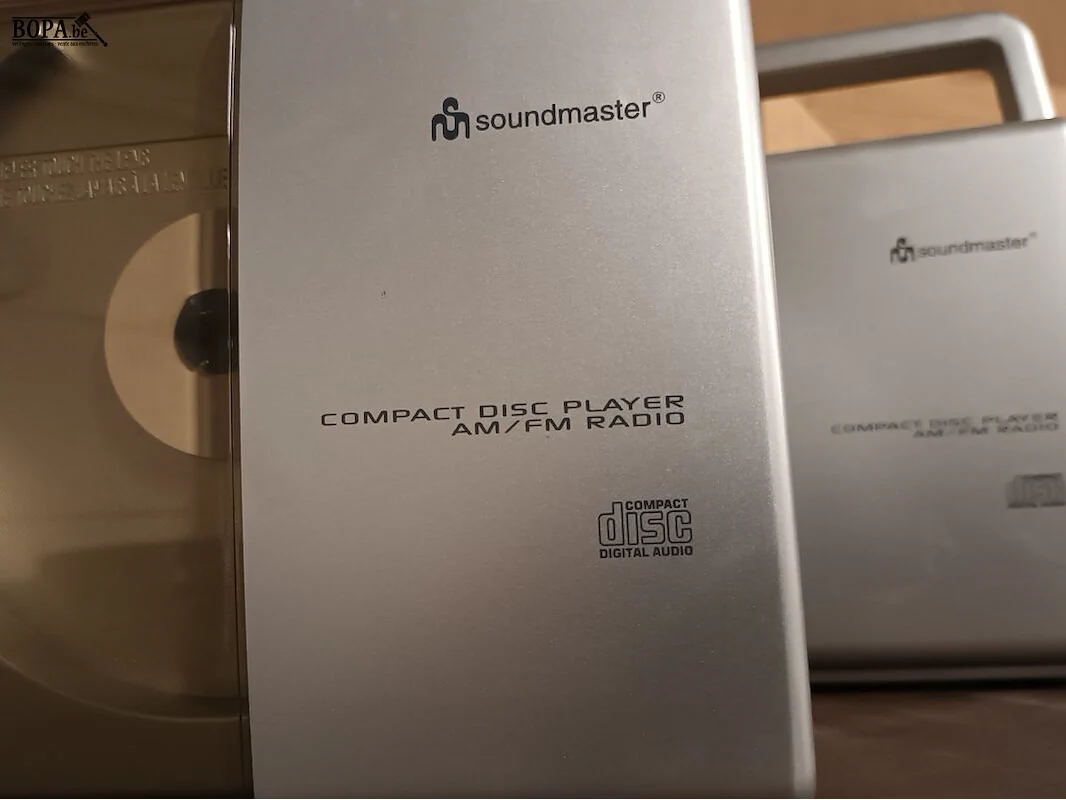 BOPA.be
soundmaster®
COMPACT DISC PLAYER
AM/FM RADIO
COMPACT
disc
DIGITAL AUDIO
soundmaster®
COMPACT DISC PLAYER
AM/FM RADIO
disc